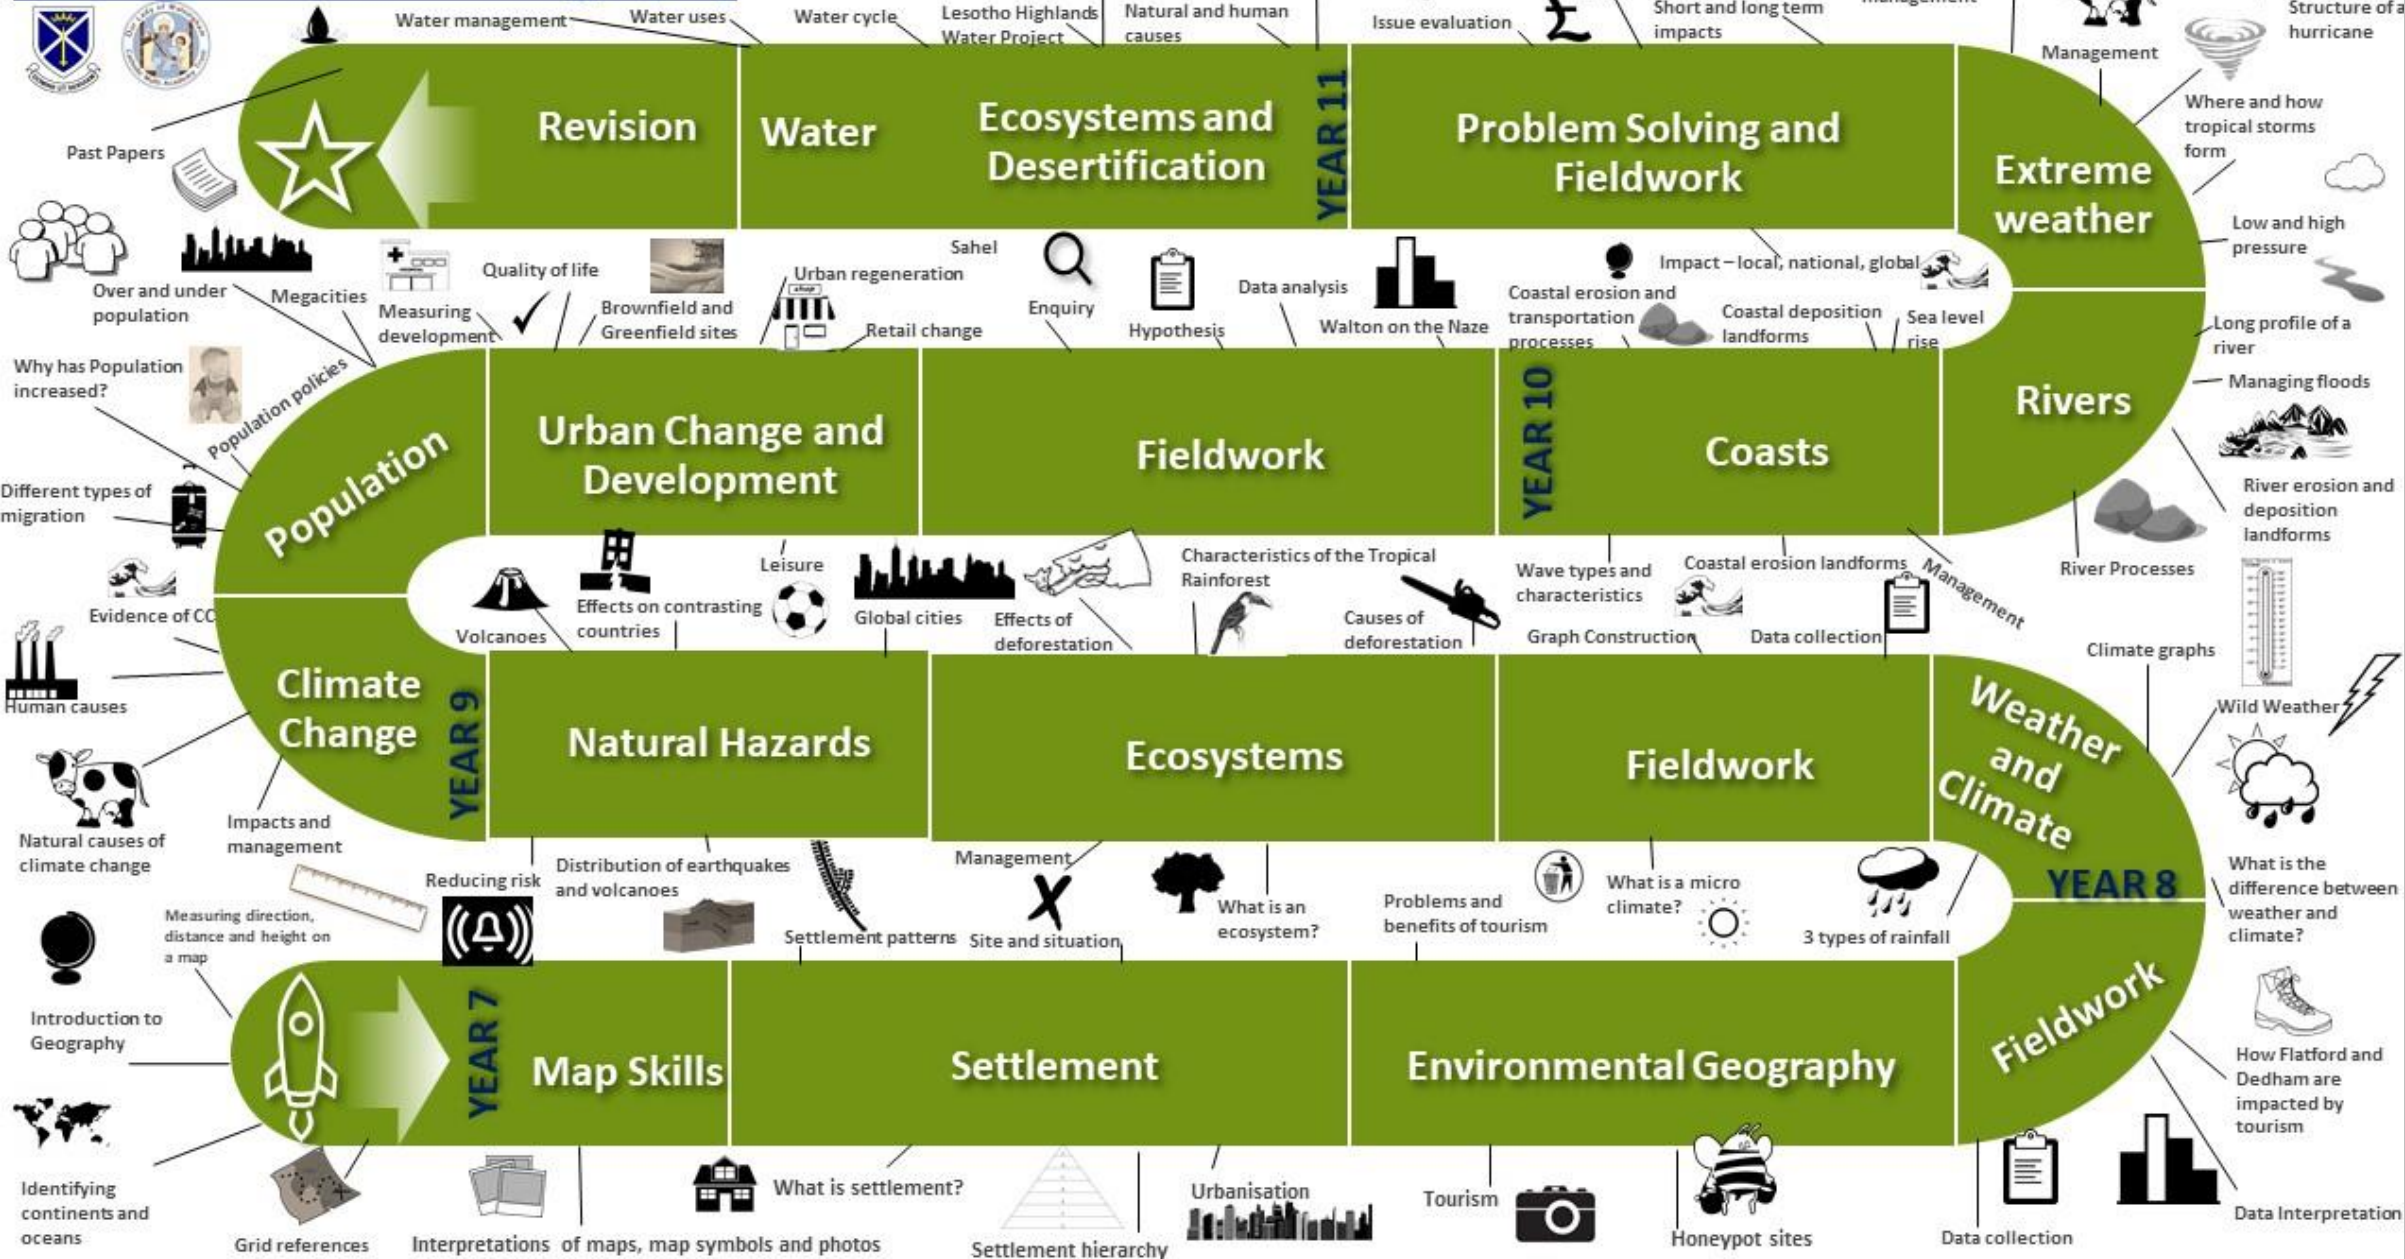 Water management
Water uses
Water cycle
Lesotho Highlands
Water Project
Natural and human
causes
Issue evaluation
£
Short and long term
impacts
management
Management
Structure of a
hurricane
Past Papers
Revision
Water
Ecosystems and
Desertification
YEAR 11
Problem Solving and
Fieldwork
Extreme
weather
Where and how
tropical storms
form
Low and high
pressure
Over and under
population
Megacities
Measuring
development
Quality of life
Brownfield and
Greenfield sites
Urban regeneration
shop
Retail change
Sahel
Enquiry
Hypothesis
Data analysis
Walton on the Naze
Coastal erosion and
transportation
processes
Impact – local, national, global
Coastal deposition
landforms
Sea level
rise
Long profile of a
river
Managing floods
Why has Population
increased?
Population policies
Population
Urban Change and
Development
Fieldwork
YEAR 10
Coasts
Rivers
Different types of
migration
River erosion and
deposition
landforms
River Processes
Evidence of CC
Volcanoes
Effects on contrasting
countries
Leisure
Global cities
Effects of
deforestation
Characteristics of the Tropical
Rainforest
Causes of
deforestation
Wave types and
characteristics
Coastal erosion landforms
Management
Graph Construction
Data collection
Climate graphs
Wild Weather
Human causes
Climate
Change
YEAR 9
Natural Hazards
Ecosystems
Fieldwork
Weather
and
Climate
YEAR 8
Natural causes of
climate change
Impacts and
management
Reducing risk
Distribution of earthquakes
and volcanoes
Settlement patterns
Management
Site and situation
What is an
ecosystem?
Problems and
benefits of tourism
What is a micro
climate?
3 types of rainfall
What is the
difference between
weather and
climate?
Measuring direction,
distance and height on
a map
Introduction to
Geography
YEAR 7
Map Skills
Settlement
Environmental Geography
Fieldwork
How Flatford and
Dedham are
impacted by
tourism
Identifying
continents and
oceans
Grid references
Interpretations of maps, map symbols and photos
What is settlement?
Settlement hierarchy
Urbanisation
Tourism
Honeypot sites
Data collection
Data Interpretation